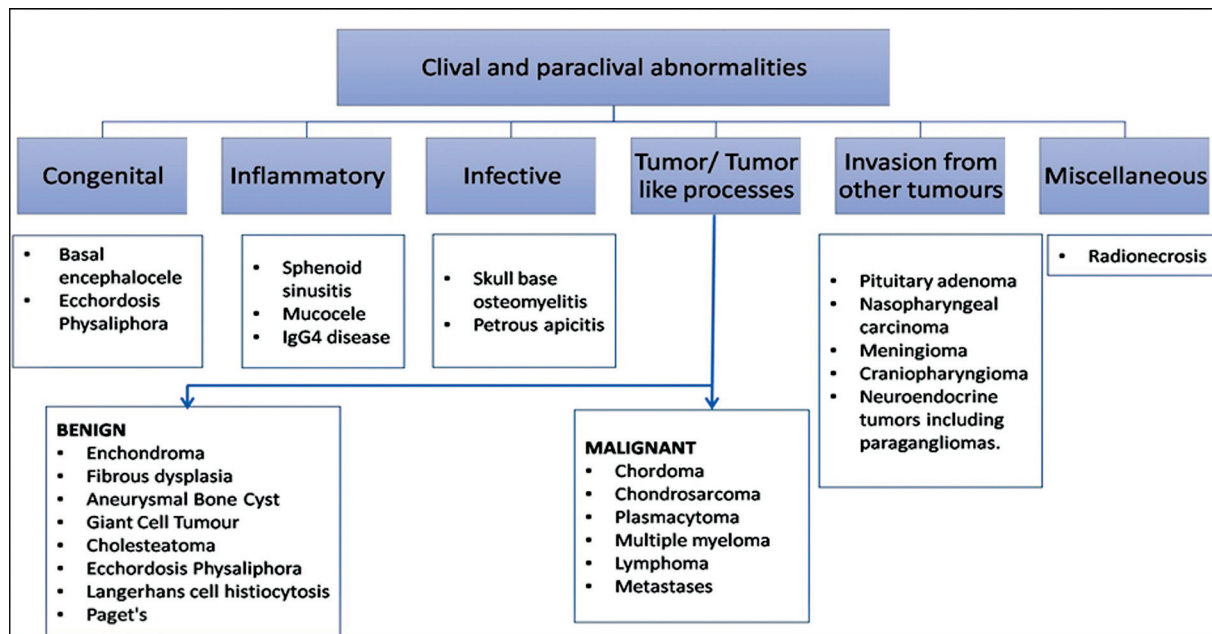 Clival and paraclival abnormalities
Congenital
Inflammatory
Infective
Tumor/ Tumor
like processes
Invasion from
other tumours
Miscellaneous
• Basal
encephalocele
• Ecchordosis
Physaliphora
• Sphenoid
sinusitis
• Mucocele
• IgG4 disease
• Skull base
osteomyelitis
• Petrous apicitis
• Pituitary adenoma
• Nasopharyngeal
carcinoma
• Meningioma
• Craniopharyngioma
• Neuroendocrine
tumors including
paragangliomas.
• Radionecrosis
BENIGN
• Enchondroma
• Fibrous dysplasia
• Aneurysmal Bone Cyst
• Giant Cell Tumour
• Cholesteatoma
• Ecchordosis Physaliphora
• Langerhans cell histiocytosis
• Paget's
MALIGNANT
• Chordoma
• Chondrosarcoma
• Plasmacytoma
• Multiple myeloma
• Lymphoma
• Metastases